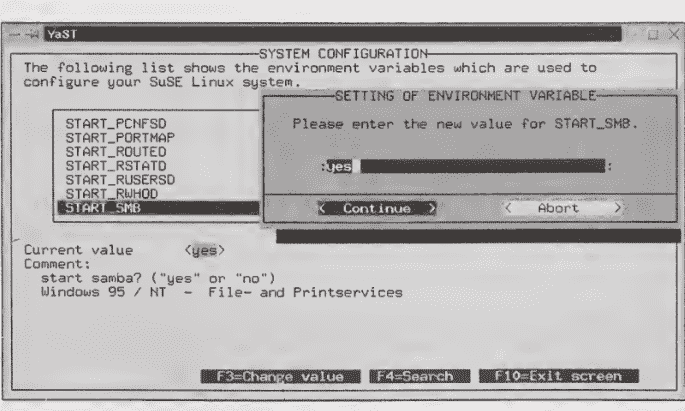 YaST
SYSTEM CONFIGURATION
The following list shows the environment variables which are used to
configure your SuSE Linux system.
SETTING OF ENVIRONMENT VARIABLE
Please enter the new value for START_SMB.
:yes :
< Continue > < Abort >
START_PCNFSD
START_PORTMAP
START_ROUTED
START_RSTATD
START_RUSERSD
START_RWHOD
START_SMB
Current value <yes>
Comment:
start samba? ("yes" or "no")
Windows 95 / NT - File- and Printservices
F3=Change value F4=Search F10=Exit screen